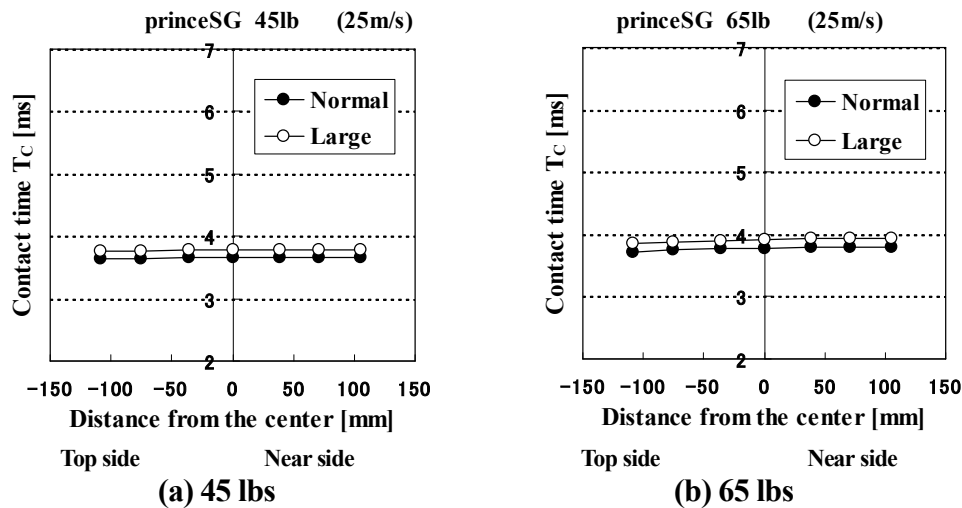 princeSG 45lb (25m/s)
7
6
5
4
3
2
Contact time TC [ms]
Normal
Large
−150 −100 −50 0 50 100 150
Distance from the center [mm]
Top side Near side
(a) 45 lbs
princeSG 65lb (25m/s)
7
6
5
4
3
2
Contact time TC [ms]
Normal
Large
−150 −100 −50 0 50 100 150
Distance from the center [mm]
Top side Near side
(b) 65 lbs